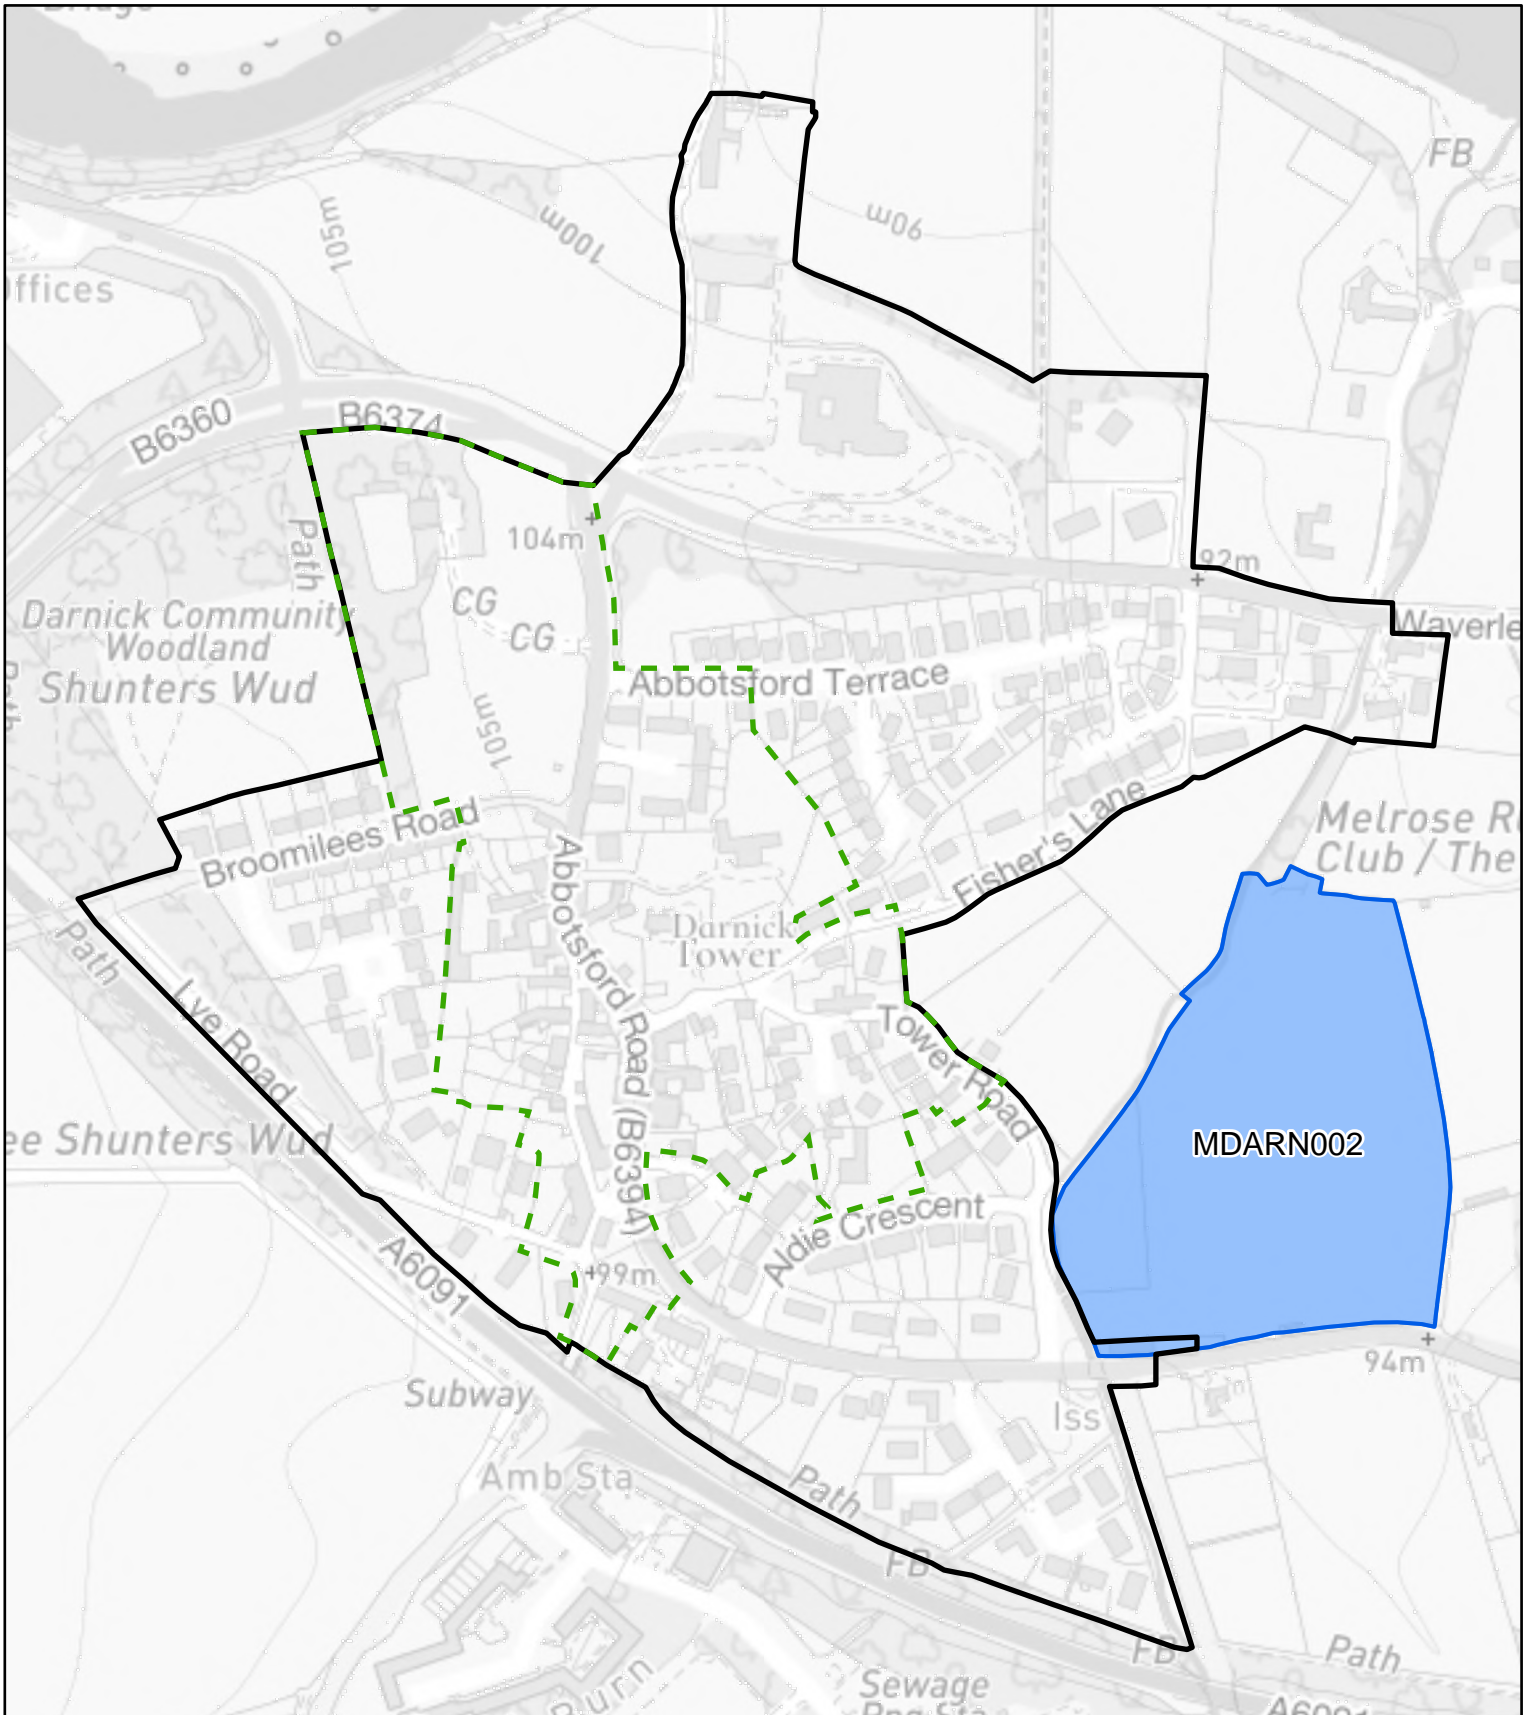 FB
90m
100m
105m
ffices
B6360
B6374
104m
92m
Path
CG
CG
Darnick Community
Woodland
Shunters Wud
Waverle
Abbotsford Terrace
105m
Broomilees Road
Fisher's Lane
Melrose R
Club / The
Abbotsford Road (B6394)
Darnick
Tower
Path
Lye Road
Tower Road
ee Shunters Wud
MDARN002
Aldie Crescent
A6091
99m
94m
Subway
Iss
Amb Sta
Path
FB
FB
Path
Burn
Sewage
A6091